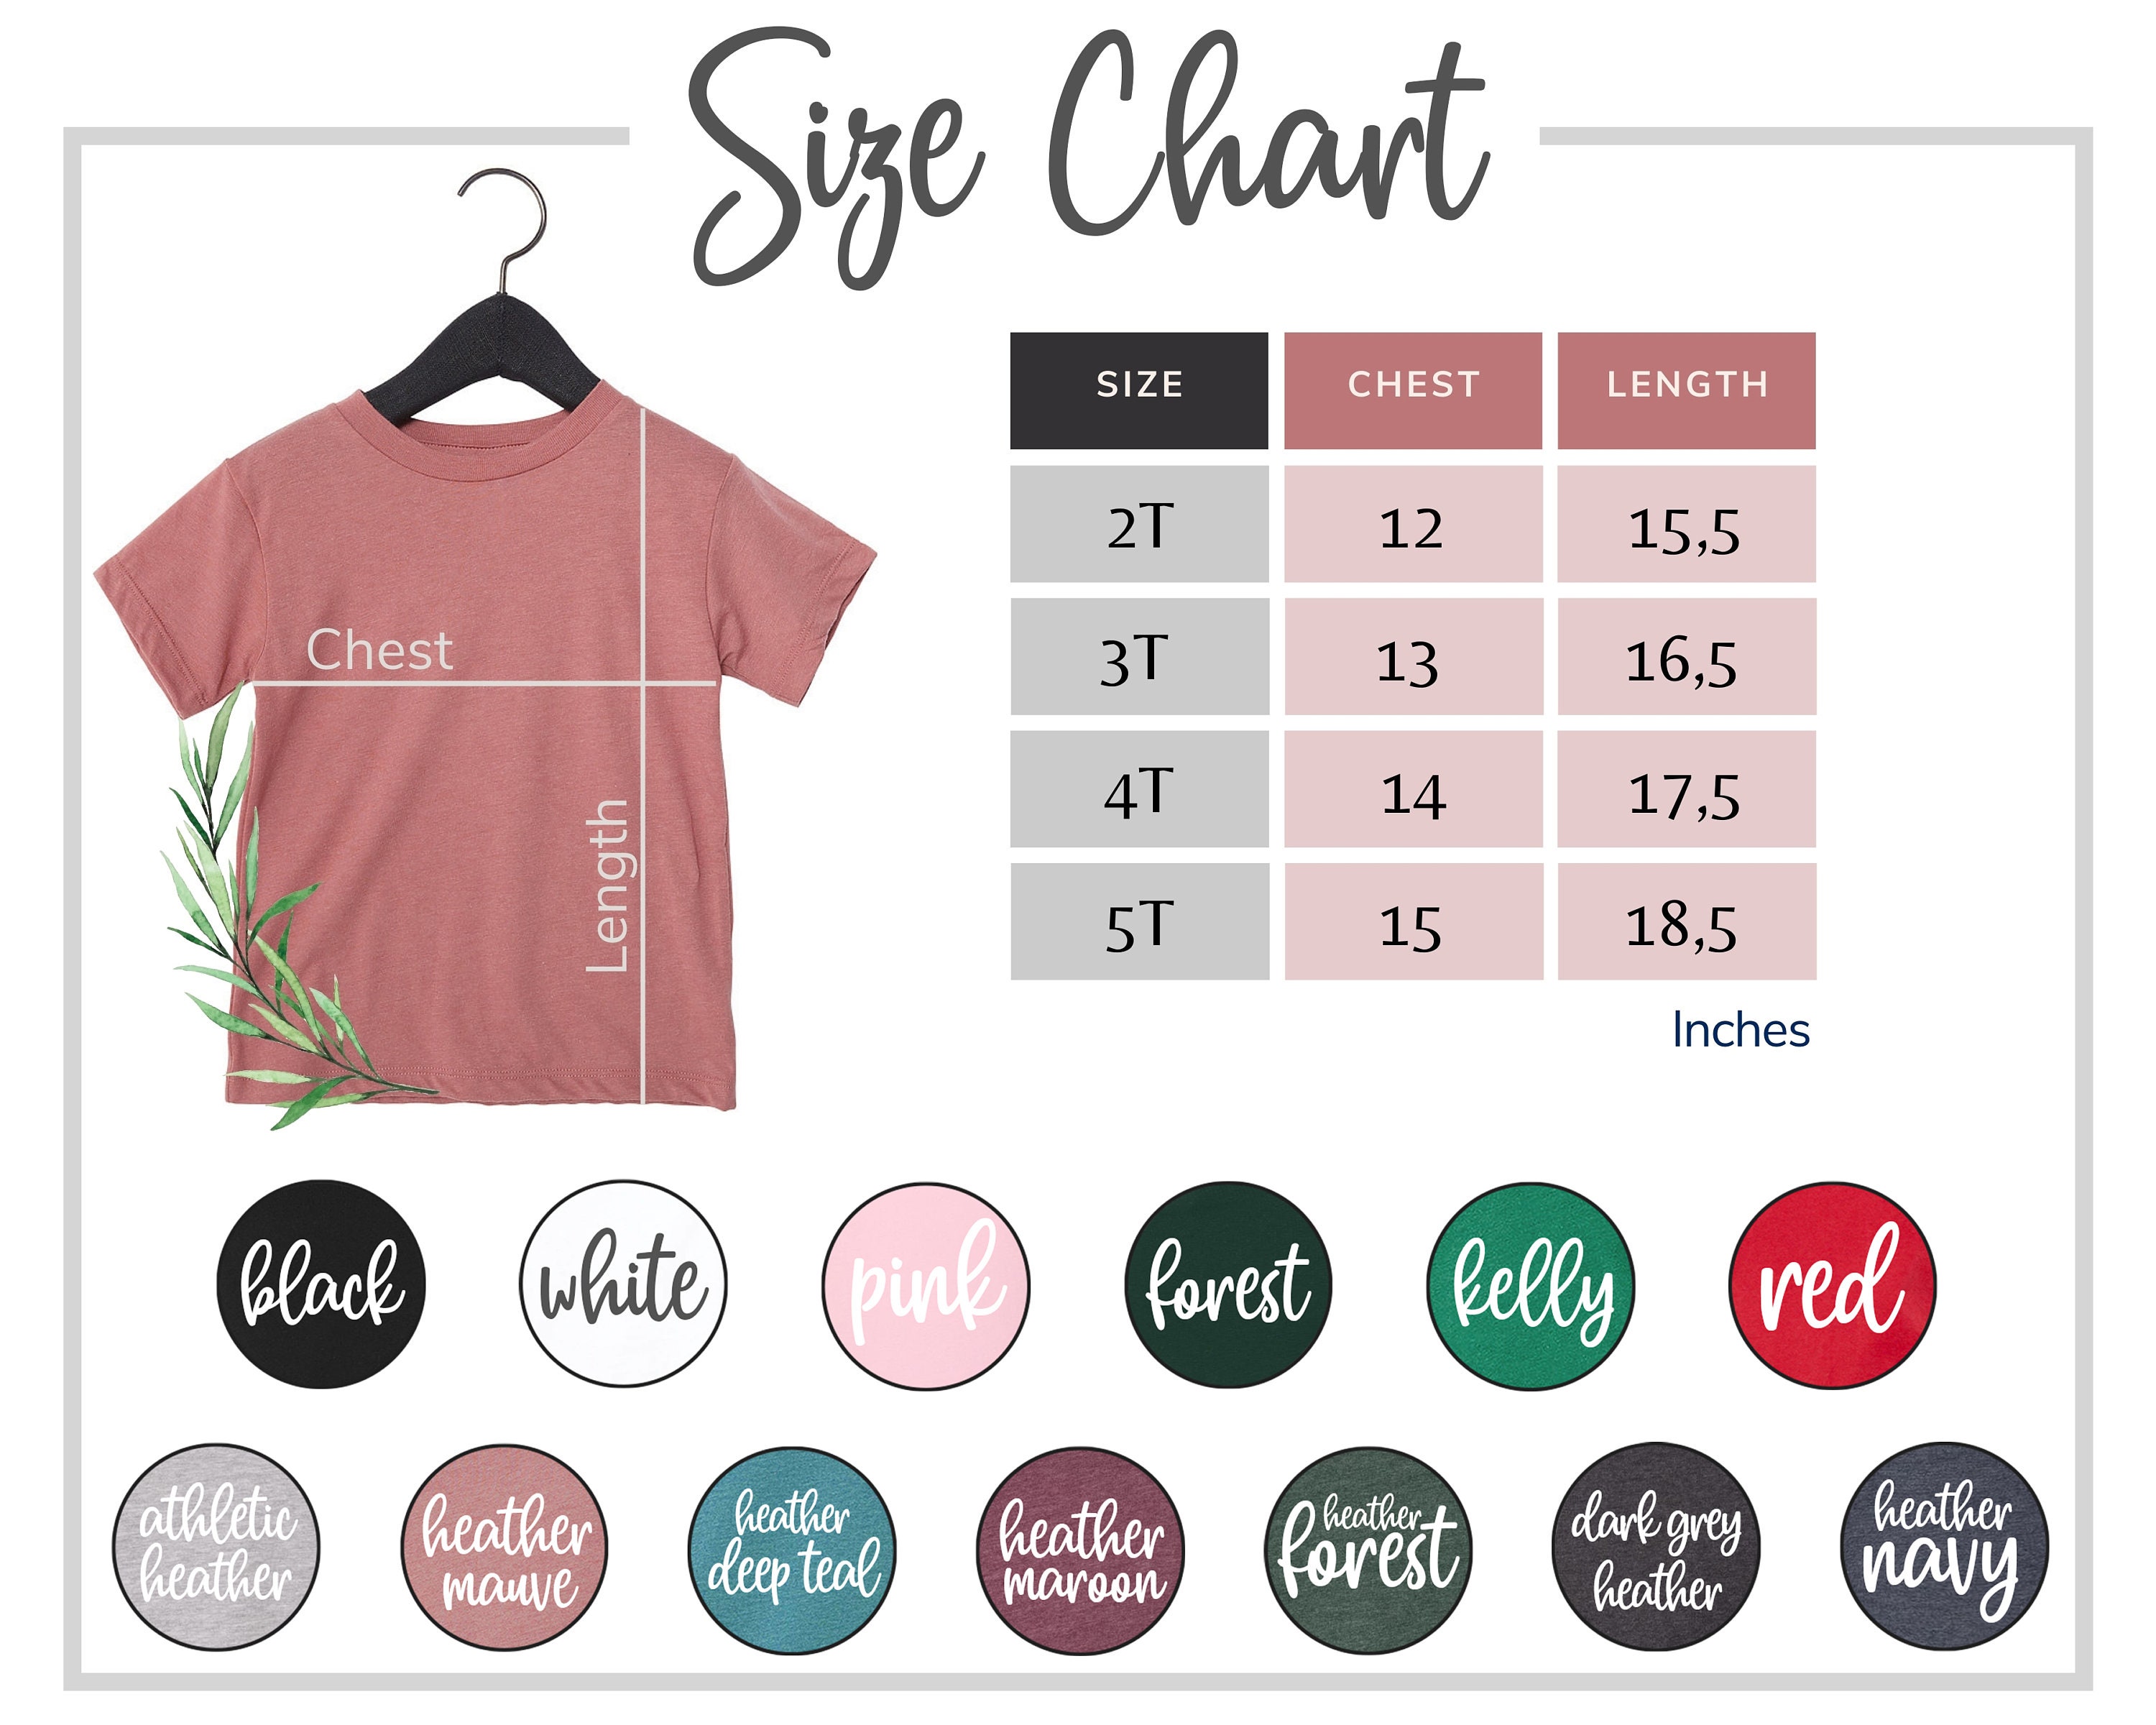 Size Chart
SIZE CHEST LENGTH
2T 12 15,5
3T 13 16,5
4T 14 17,5
5T 15 18,5
Inches
Chest
Length
black
white
pink
forest
kelly
red
athletic
heather
heather
mauve
heather
deep teal
heather
maroon
heather
forest
dark grey
heather
heather
navy